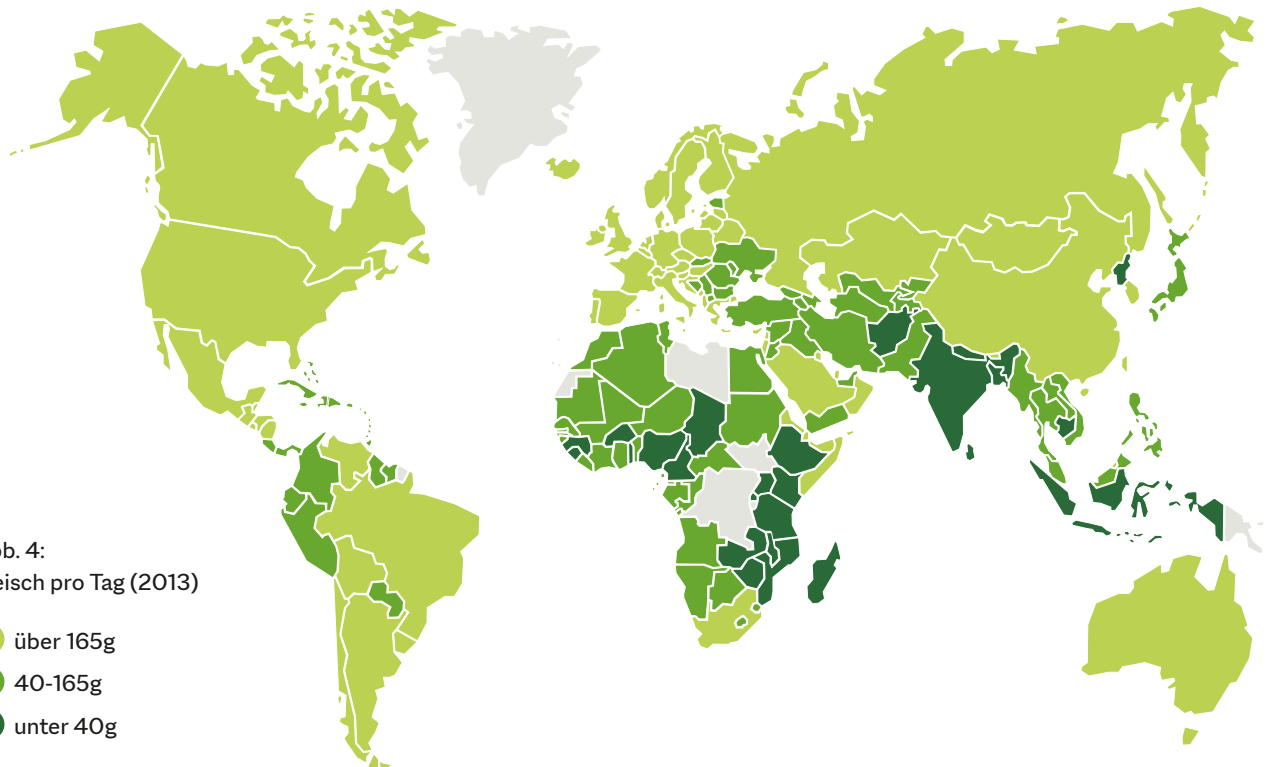 ob. 4:
eisch pro Tag (2013)
über 165g
40-165g
unter 40g